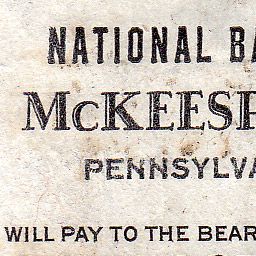 NATIONAL BA
McKEESP
PENNSYLVA
WILL PAY TO THE BEAR